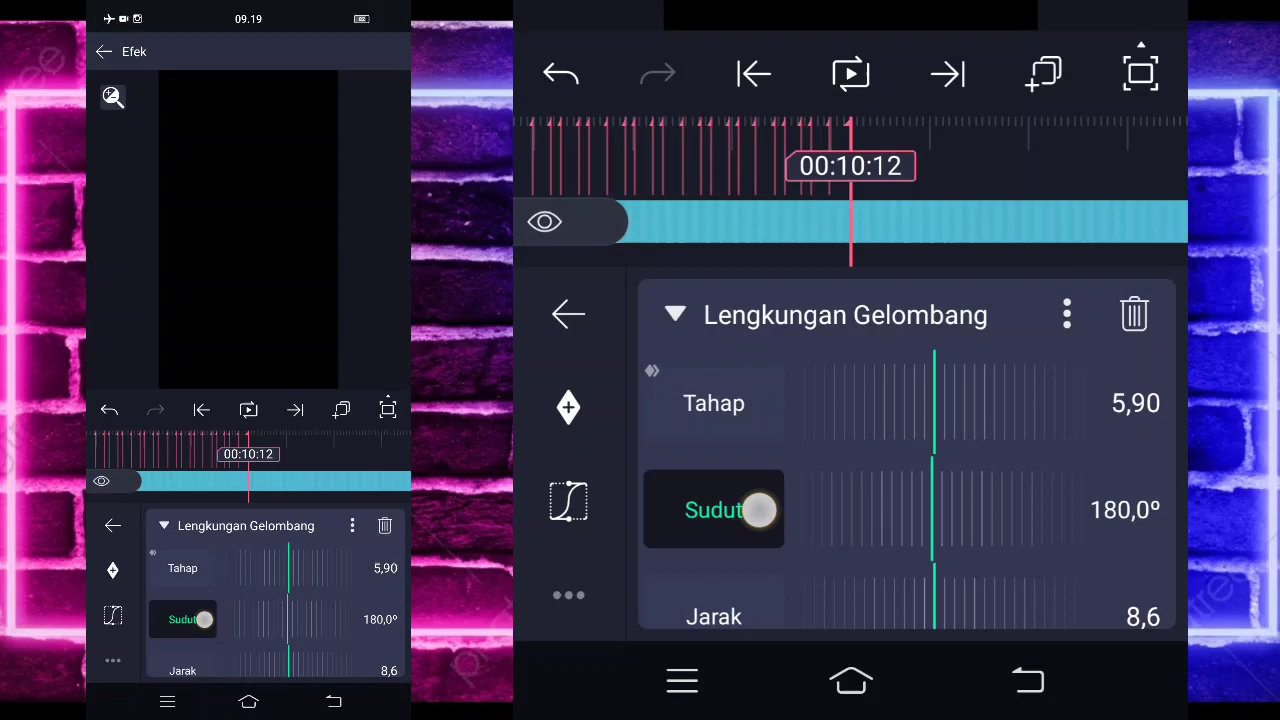 09.19
Efek
00:10:12
Lengkungan Gelombang
Tahap
5,90
Sudut
180,0º
Jarak
8,6
00:10:12
Lengkungan Gelombang
Tahap
5,90
Sudut
180,0º
Jarak
8,6